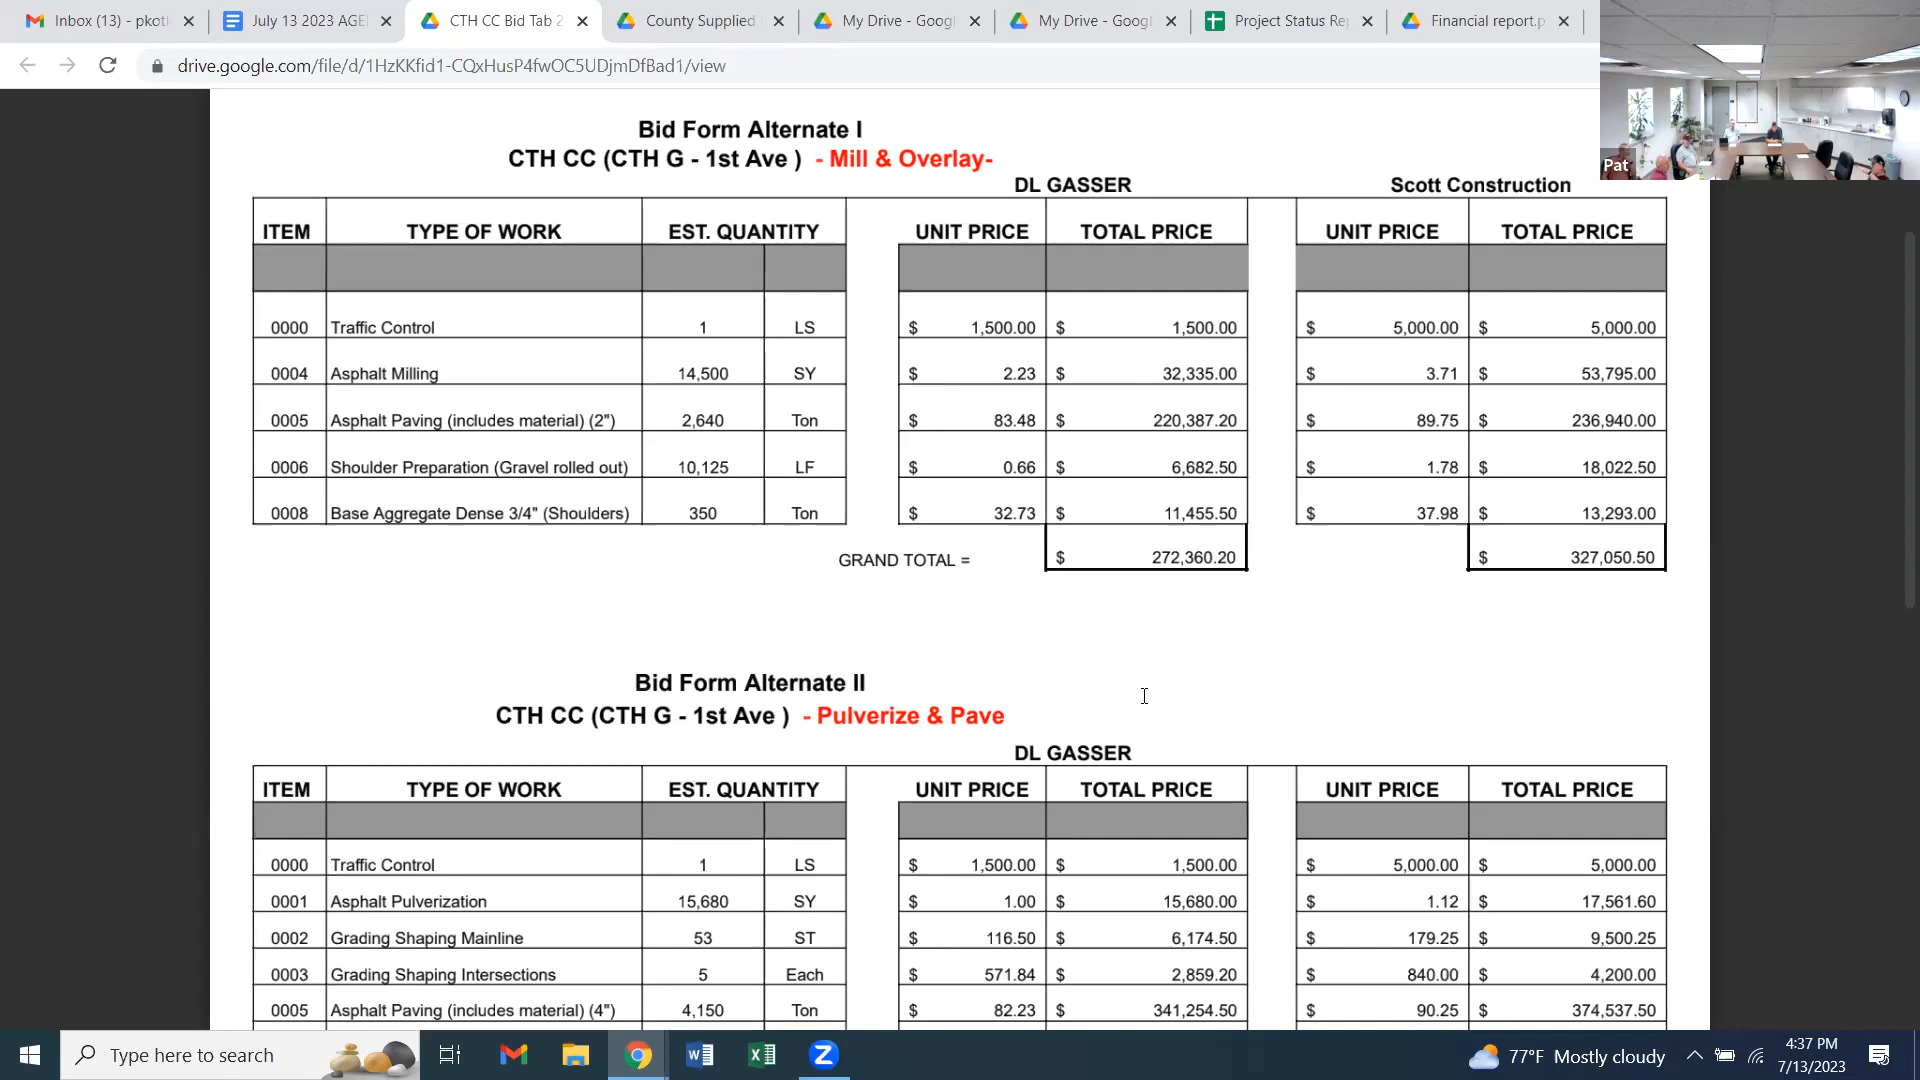 Inbox (13) - pkot
July 13 2023 AGE
CTH CC Bid Tab 2
County Supplied
My Drive - Googl
My Drive - Googl
Project Status Re
Financial report.p
drive.google.com/file/d/1HzKKfid1-CQxHusP4fwOC5UDjmDfBad1/view
Pat
Bid Form Alternate I
CTH CC (CTH G - 1st Ave ) - Mill & Overlay-
DL GASSER Scott Construction
ITEM TYPE OF WORK EST. QUANTITY UNIT PRICE TOTAL PRICE UNIT PRICE TOTAL PRICE
0000 Traffic Control 1 LS $ 1,500.00 $ 1,500.00 $ 5,000.00 $ 5,000.00
0004 Asphalt Milling 14,500 SY $ 2.23 $ 32,335.00 $ 3.71 $ 53,795.00
0005 Asphalt Paving (includes material) (2") 2,640 Ton $ 83.48 $ 220,387.20 $ 89.75 $ 236,940.00
0006 Shoulder Preparation (Gravel rolled out) 10,125 LF $ 0.66 $ 6,682.50 $ 1.78 $ 18,022.50
0008 Base Aggregate Dense 3/4" (Shoulders) 350 Ton $ 32.73 $ 11,455.50 $ 37.98 $ 13,293.00
GRAND TOTAL = $ 272,360.20 $ 327,050.50
Bid Form Alternate II
CTH CC (CTH G - 1st Ave ) - Pulverize & Pave
DL GASSER
ITEM TYPE OF WORK EST. QUANTITY UNIT PRICE TOTAL PRICE UNIT PRICE TOTAL PRICE
0000 Traffic Control 1 LS $ 1,500.00 $ 1,500.00 $ 5,000.00 $ 5,000.00
0001 Asphalt Pulverization 15,680 SY $ 1.00 $ 15,680.00 $ 1.12 $ 17,561.60
0002 Grading Shaping Mainline 53 ST $ 116.50 $ 6,174.50 $ 179.25 $ 9,500.25
0003 Grading Shaping Intersections 5 Each $ 571.84 $ 2,859.20 $ 840.00 $ 4,200.00
0005 Asphalt Paving (includes material) (4") 4,150 Ton $ 82.23 $ 341,254.50 $ 90.25 $ 374,537.50
Type here to search
77°F Mostly cloudy
4:37 PM
7/13/2023